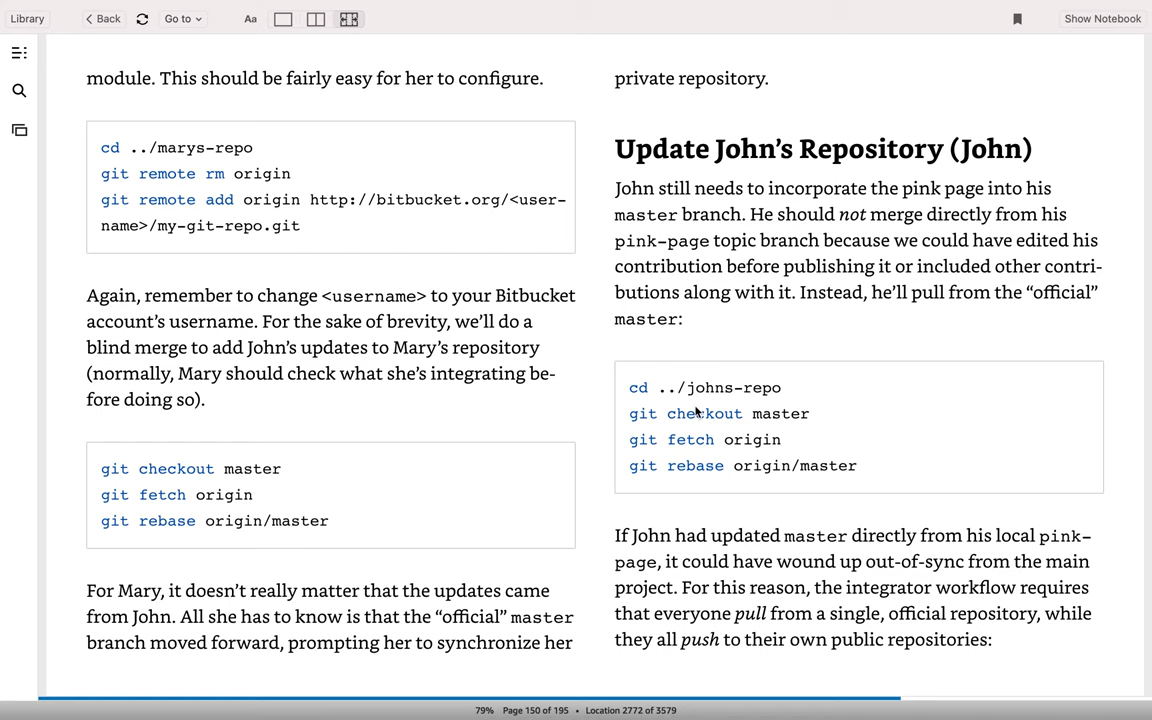 Library
Back
Go to
Aa
Show Notebook
module. This should be fairly easy for her to configure.
cd ../marys-repo
git remote rm origin
git remote add origin http://bitbucket.org/<user-
name>/my-git-repo.git
Again, remember to change <username> to your Bitbucket
account’s username. For the sake of brevity, we’ll do a
blind merge to add John’s updates to Mary’s repository
(normally, Mary should check what she’s integrating be-
fore doing so).
git checkout master
git fetch origin
git rebase origin/master
For Mary, it doesn’t really matter that the updates came
from John. All she has to know is that the “official” master
branch moved forward, prompting her to synchronize her
private repository.
Update John’s Repository (John)
John still needs to incorporate the pink page into his
master branch. He should not merge directly from his
pink-page topic branch because we could have edited his
contribution before publishing it or included other contri-
butions along with it. Instead, he’ll pull from the “official”
master:
cd ../johns-repo
git checkout master
git fetch origin
git rebase origin/master
If John had updated master directly from his local pink-
page, it could have wound up out-of-sync from the main
project. For this reason, the integrator workflow requires
that everyone pull from a single, official repository, while
they all push to their own public repositories:
79% Page 150 of 195 • Location 2772 of 3579